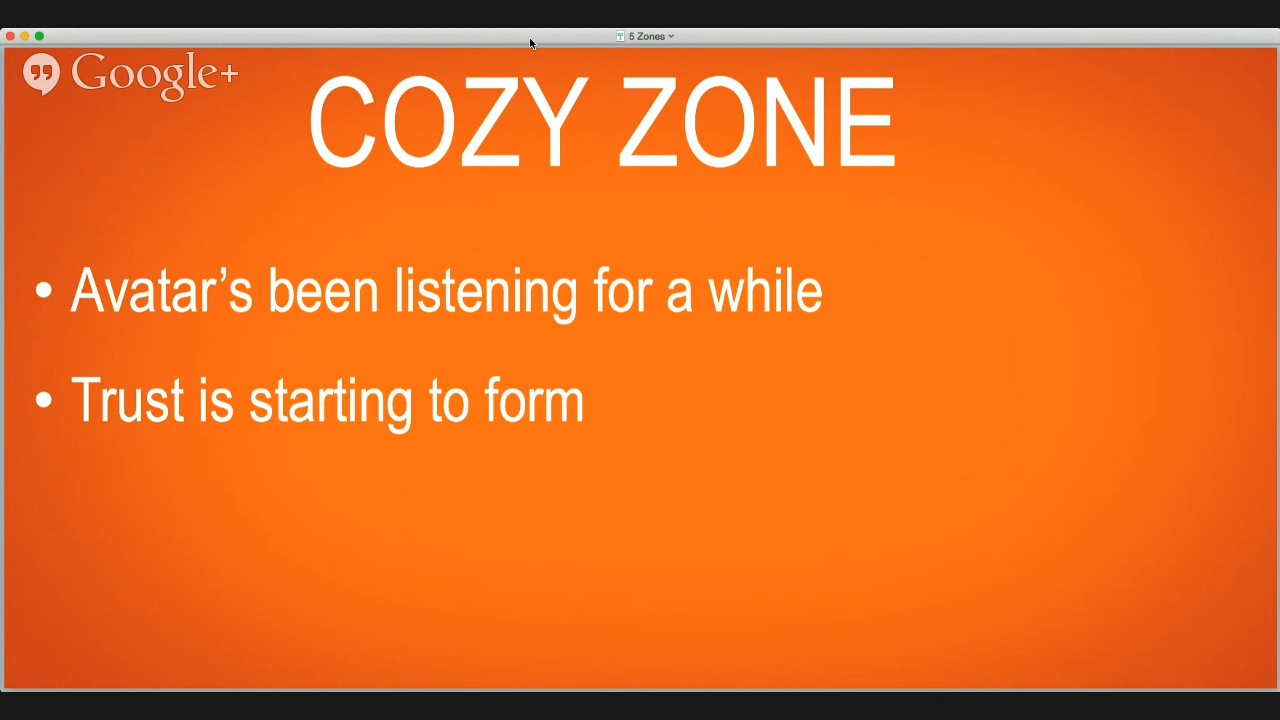 5 Zones
Google+
COZY ZONE
• Avatar’s been listening for a while
• Trust is starting to form